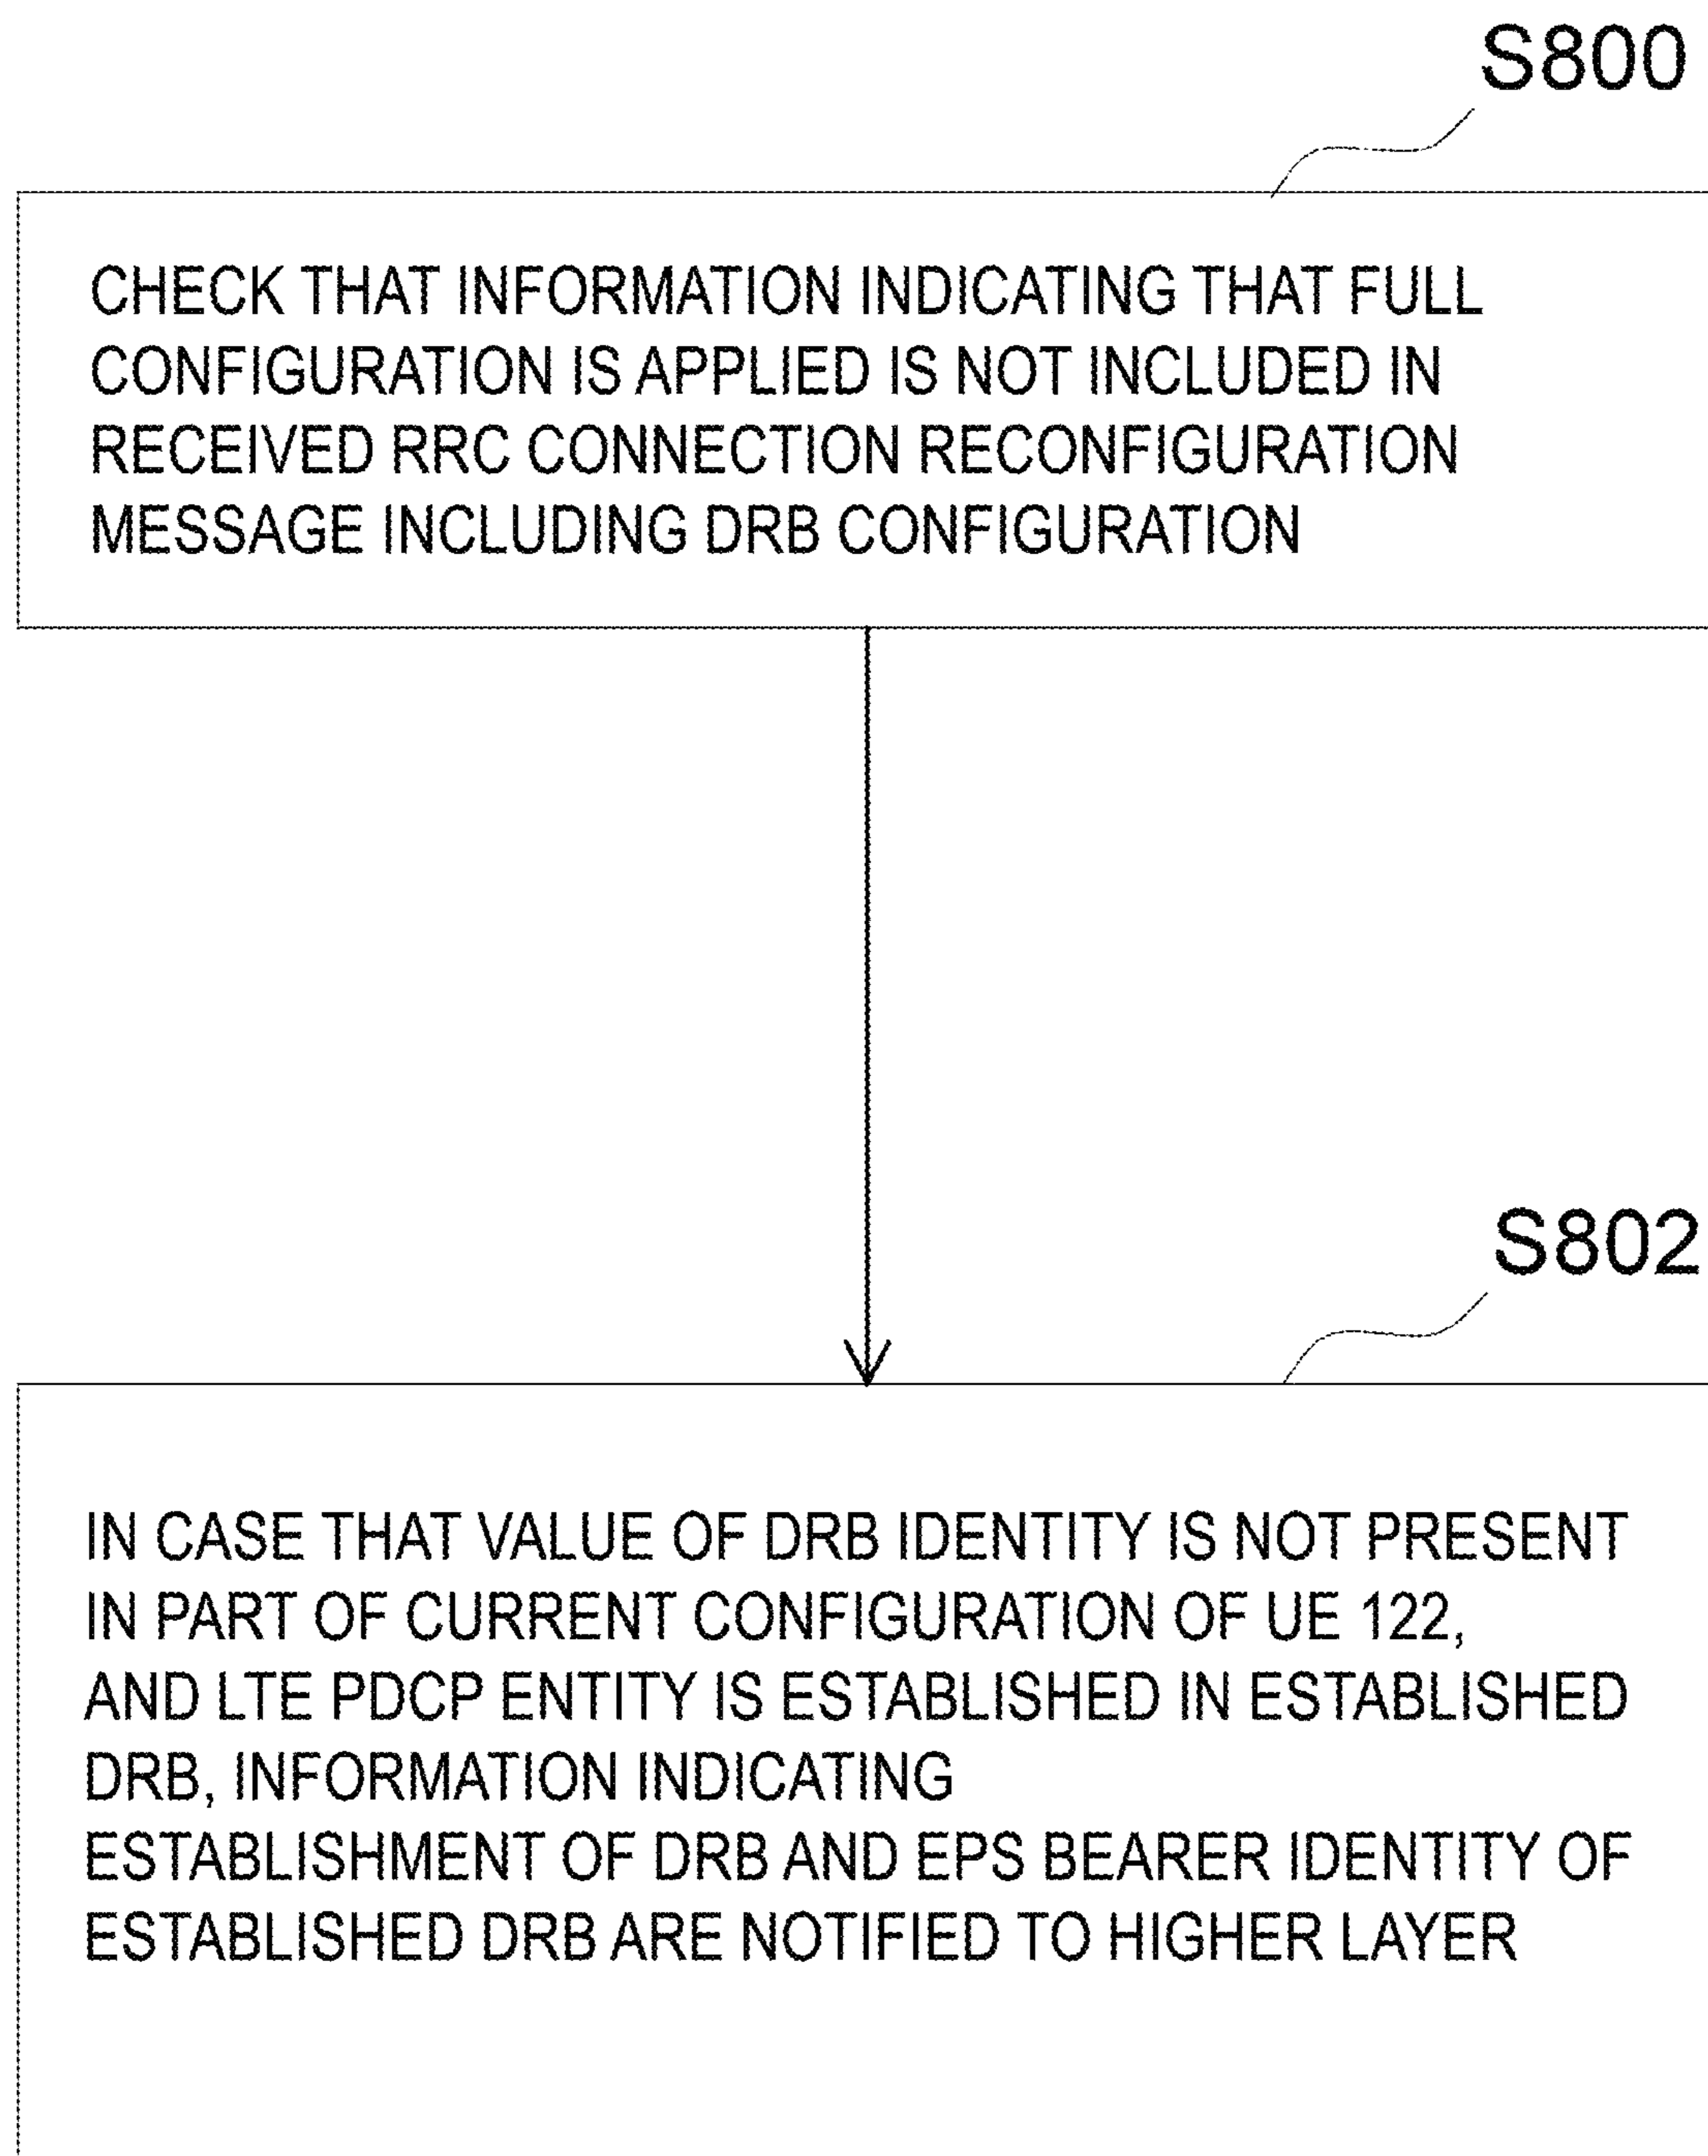 S800
CHECK THAT INFORMATION INDICATING THAT FULL
CONFIGURATION IS APPLIED IS NOT INCLUDED IN
RECEIVED RRC CONNECTION RECONFIGURATION
MESSAGE INCLUDING DRB CONFIGURATION
S802
IN CASE THAT VALUE OF DRB IDENTITY IS NOT PRESENT
IN PART OF CURRENT CONFIGURATION OF UE 122,
AND LTE PDCP ENTITY IS ESTABLISHED IN ESTABLISHED
DRB, INFORMATION INDICATING
ESTABLISHMENT OF DRB AND EPS BEARER IDENTITY OF
ESTABLISHED DRB ARE NOTIFIED TO HIGHER LAYER